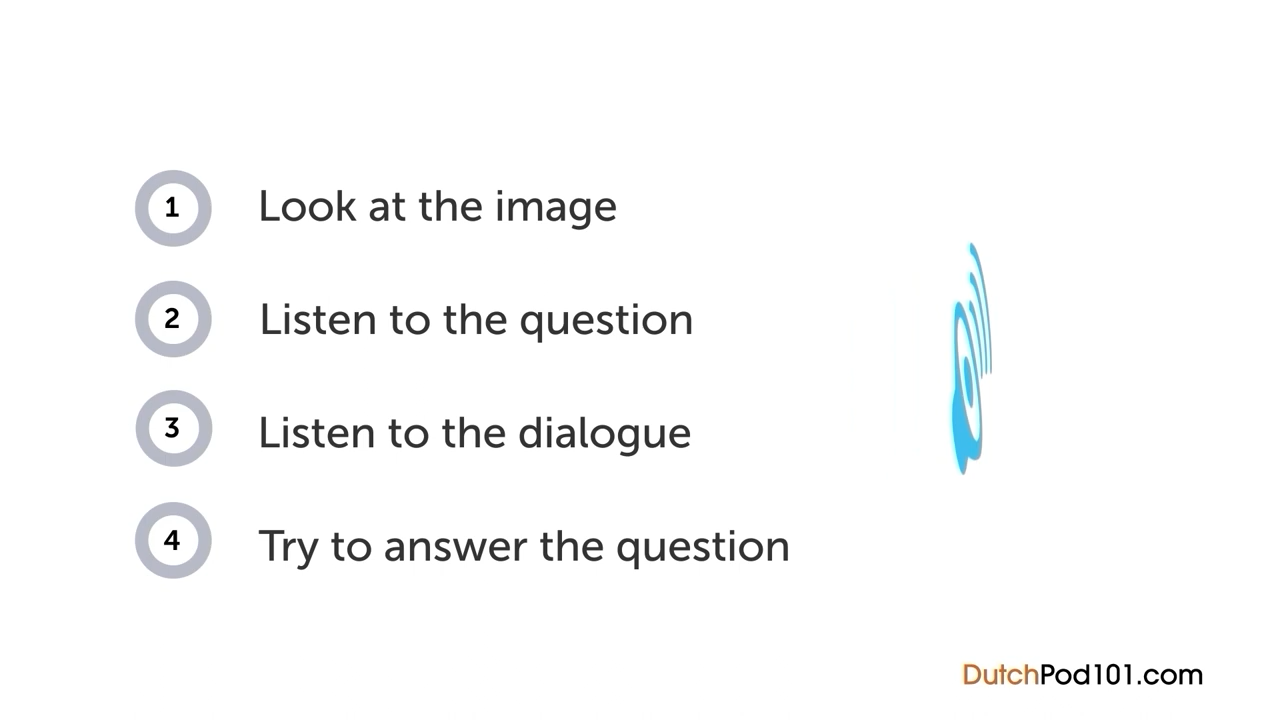 1 Look at the image
2 Listen to the question
3 Listen to the dialogue
4 Try to answer the question
DutchPod101.com